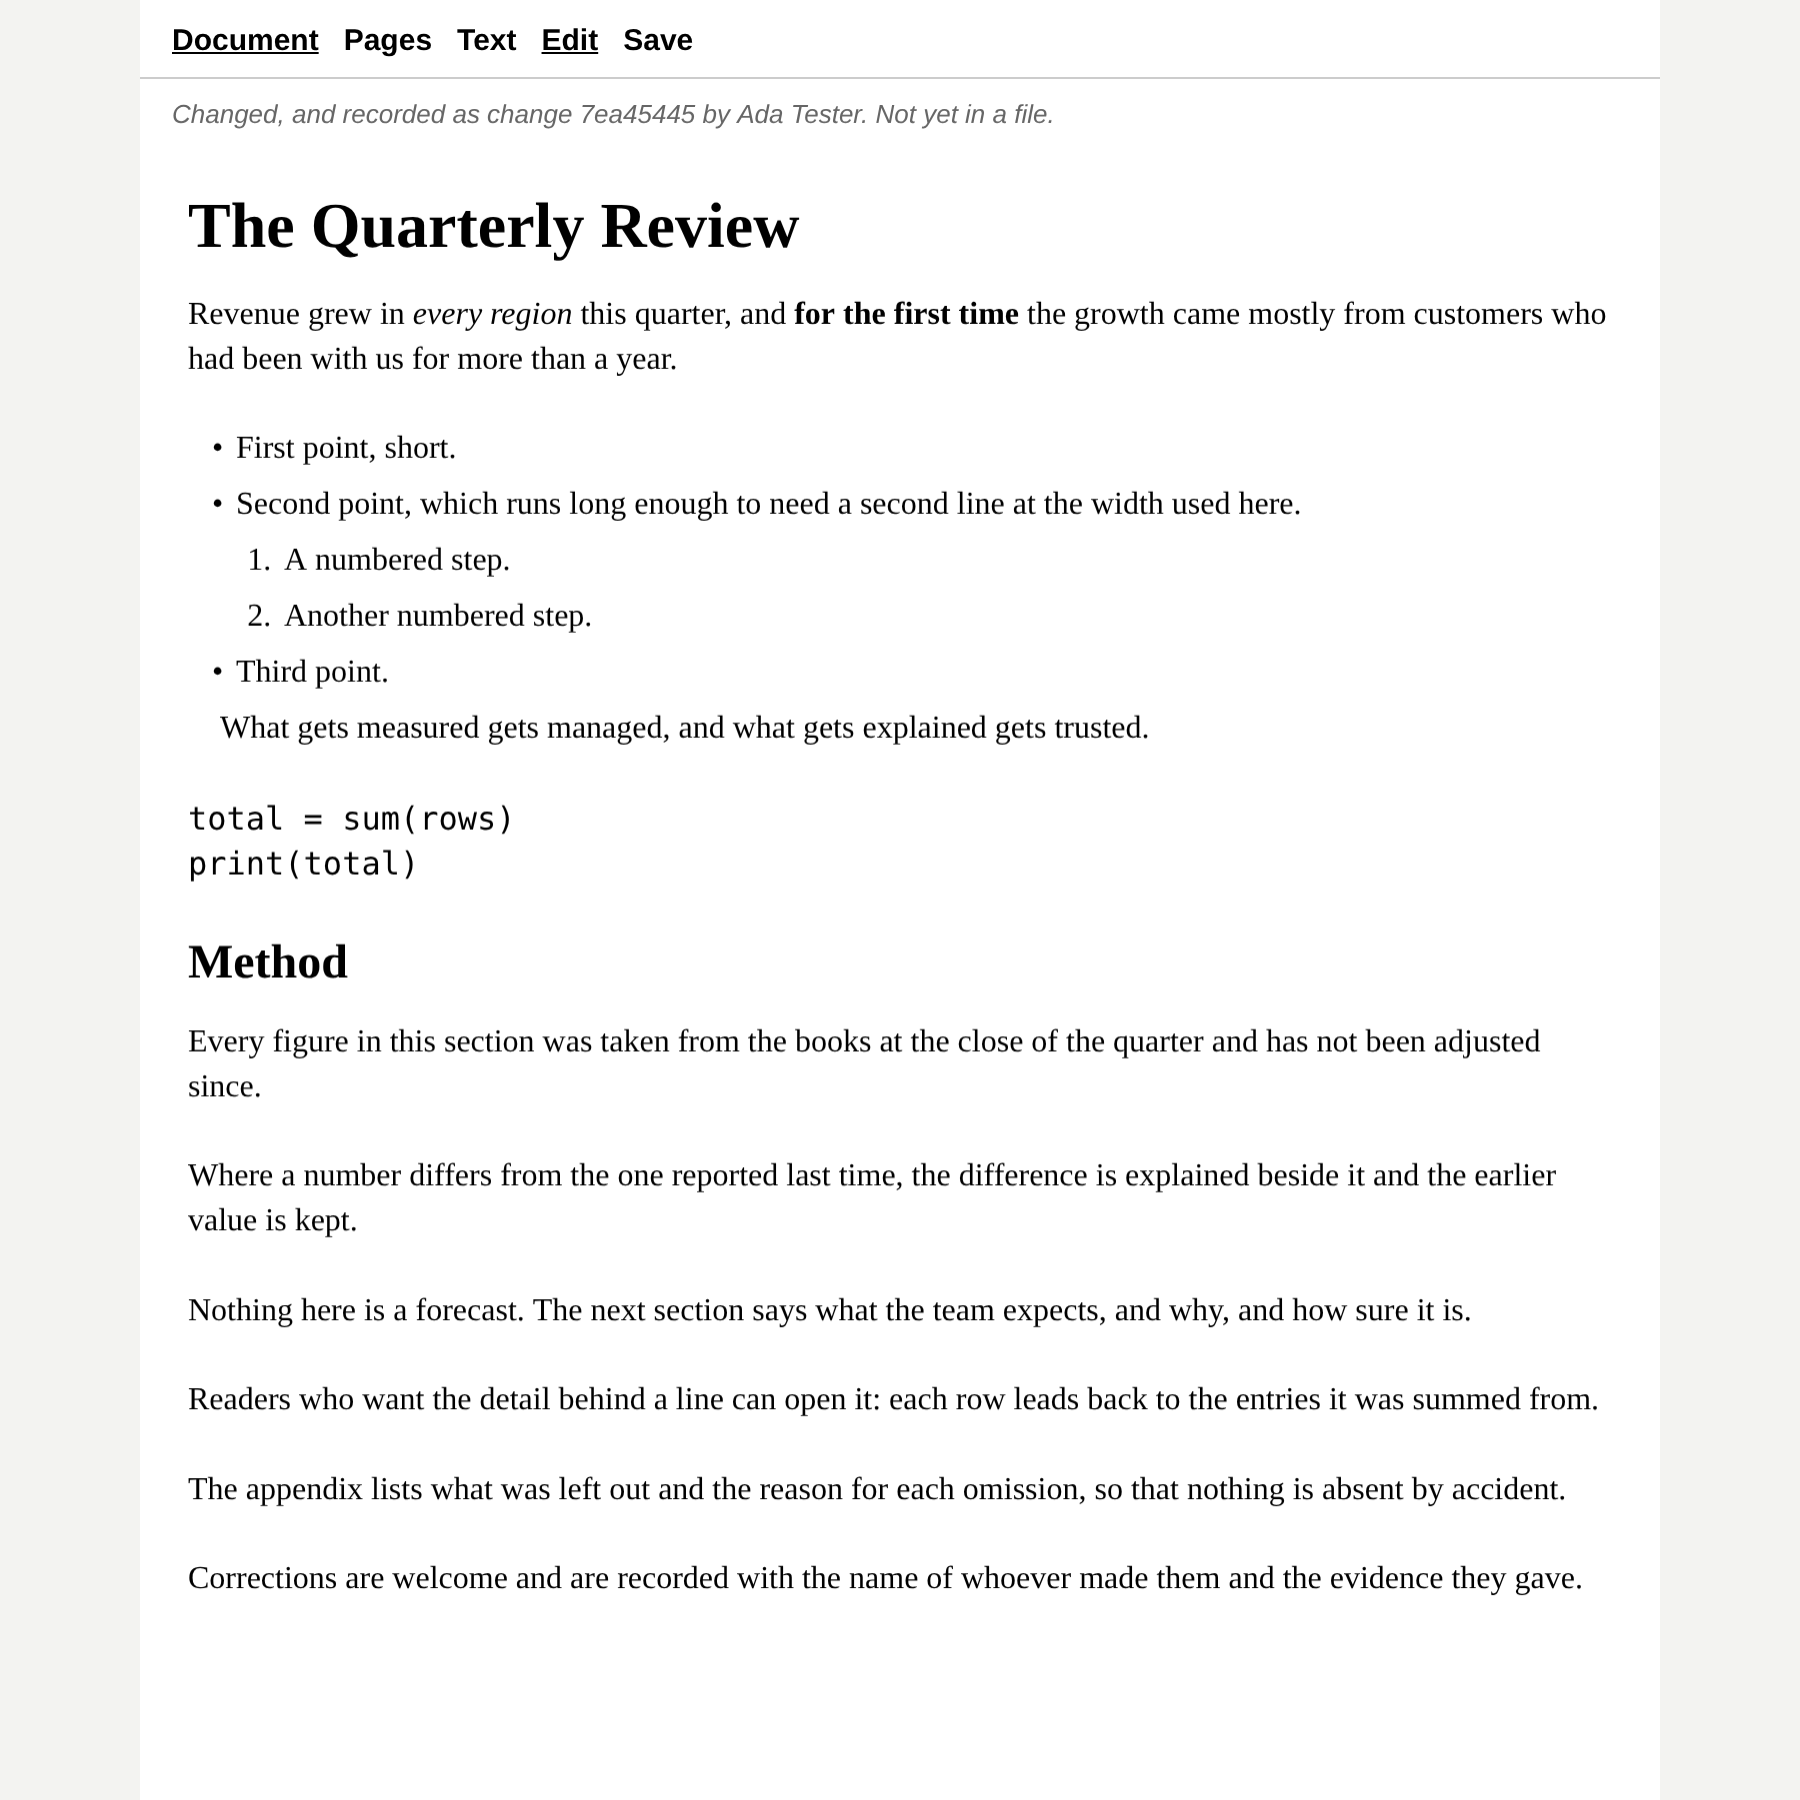 Document Pages Text Edit Save
Changed, and recorded as change 7ea45445 by Ada Tester. Not yet in a file.
The Quarterly Review
Revenue grew in every region this quarter, and for the first time the growth came mostly from customers who
had been with us for more than a year.
• First point, short.
• Second point, which runs long enough to need a second line at the width used here.
1. A numbered step.
2. Another numbered step.
• Third point.
What gets measured gets managed, and what gets explained gets trusted.
total = sum(rows)
print(total)
Method
Every figure in this section was taken from the books at the close of the quarter and has not been adjusted
since.
Where a number differs from the one reported last time, the difference is explained beside it and the earlier
value is kept.
Nothing here is a forecast. The next section says what the team expects, and why, and how sure it is.
Readers who want the detail behind a line can open it: each row leads back to the entries it was summed from.
The appendix lists what was left out and the reason for each omission, so that nothing is absent by accident.
Corrections are welcome and are recorded with the name of whoever made them and the evidence they gave.